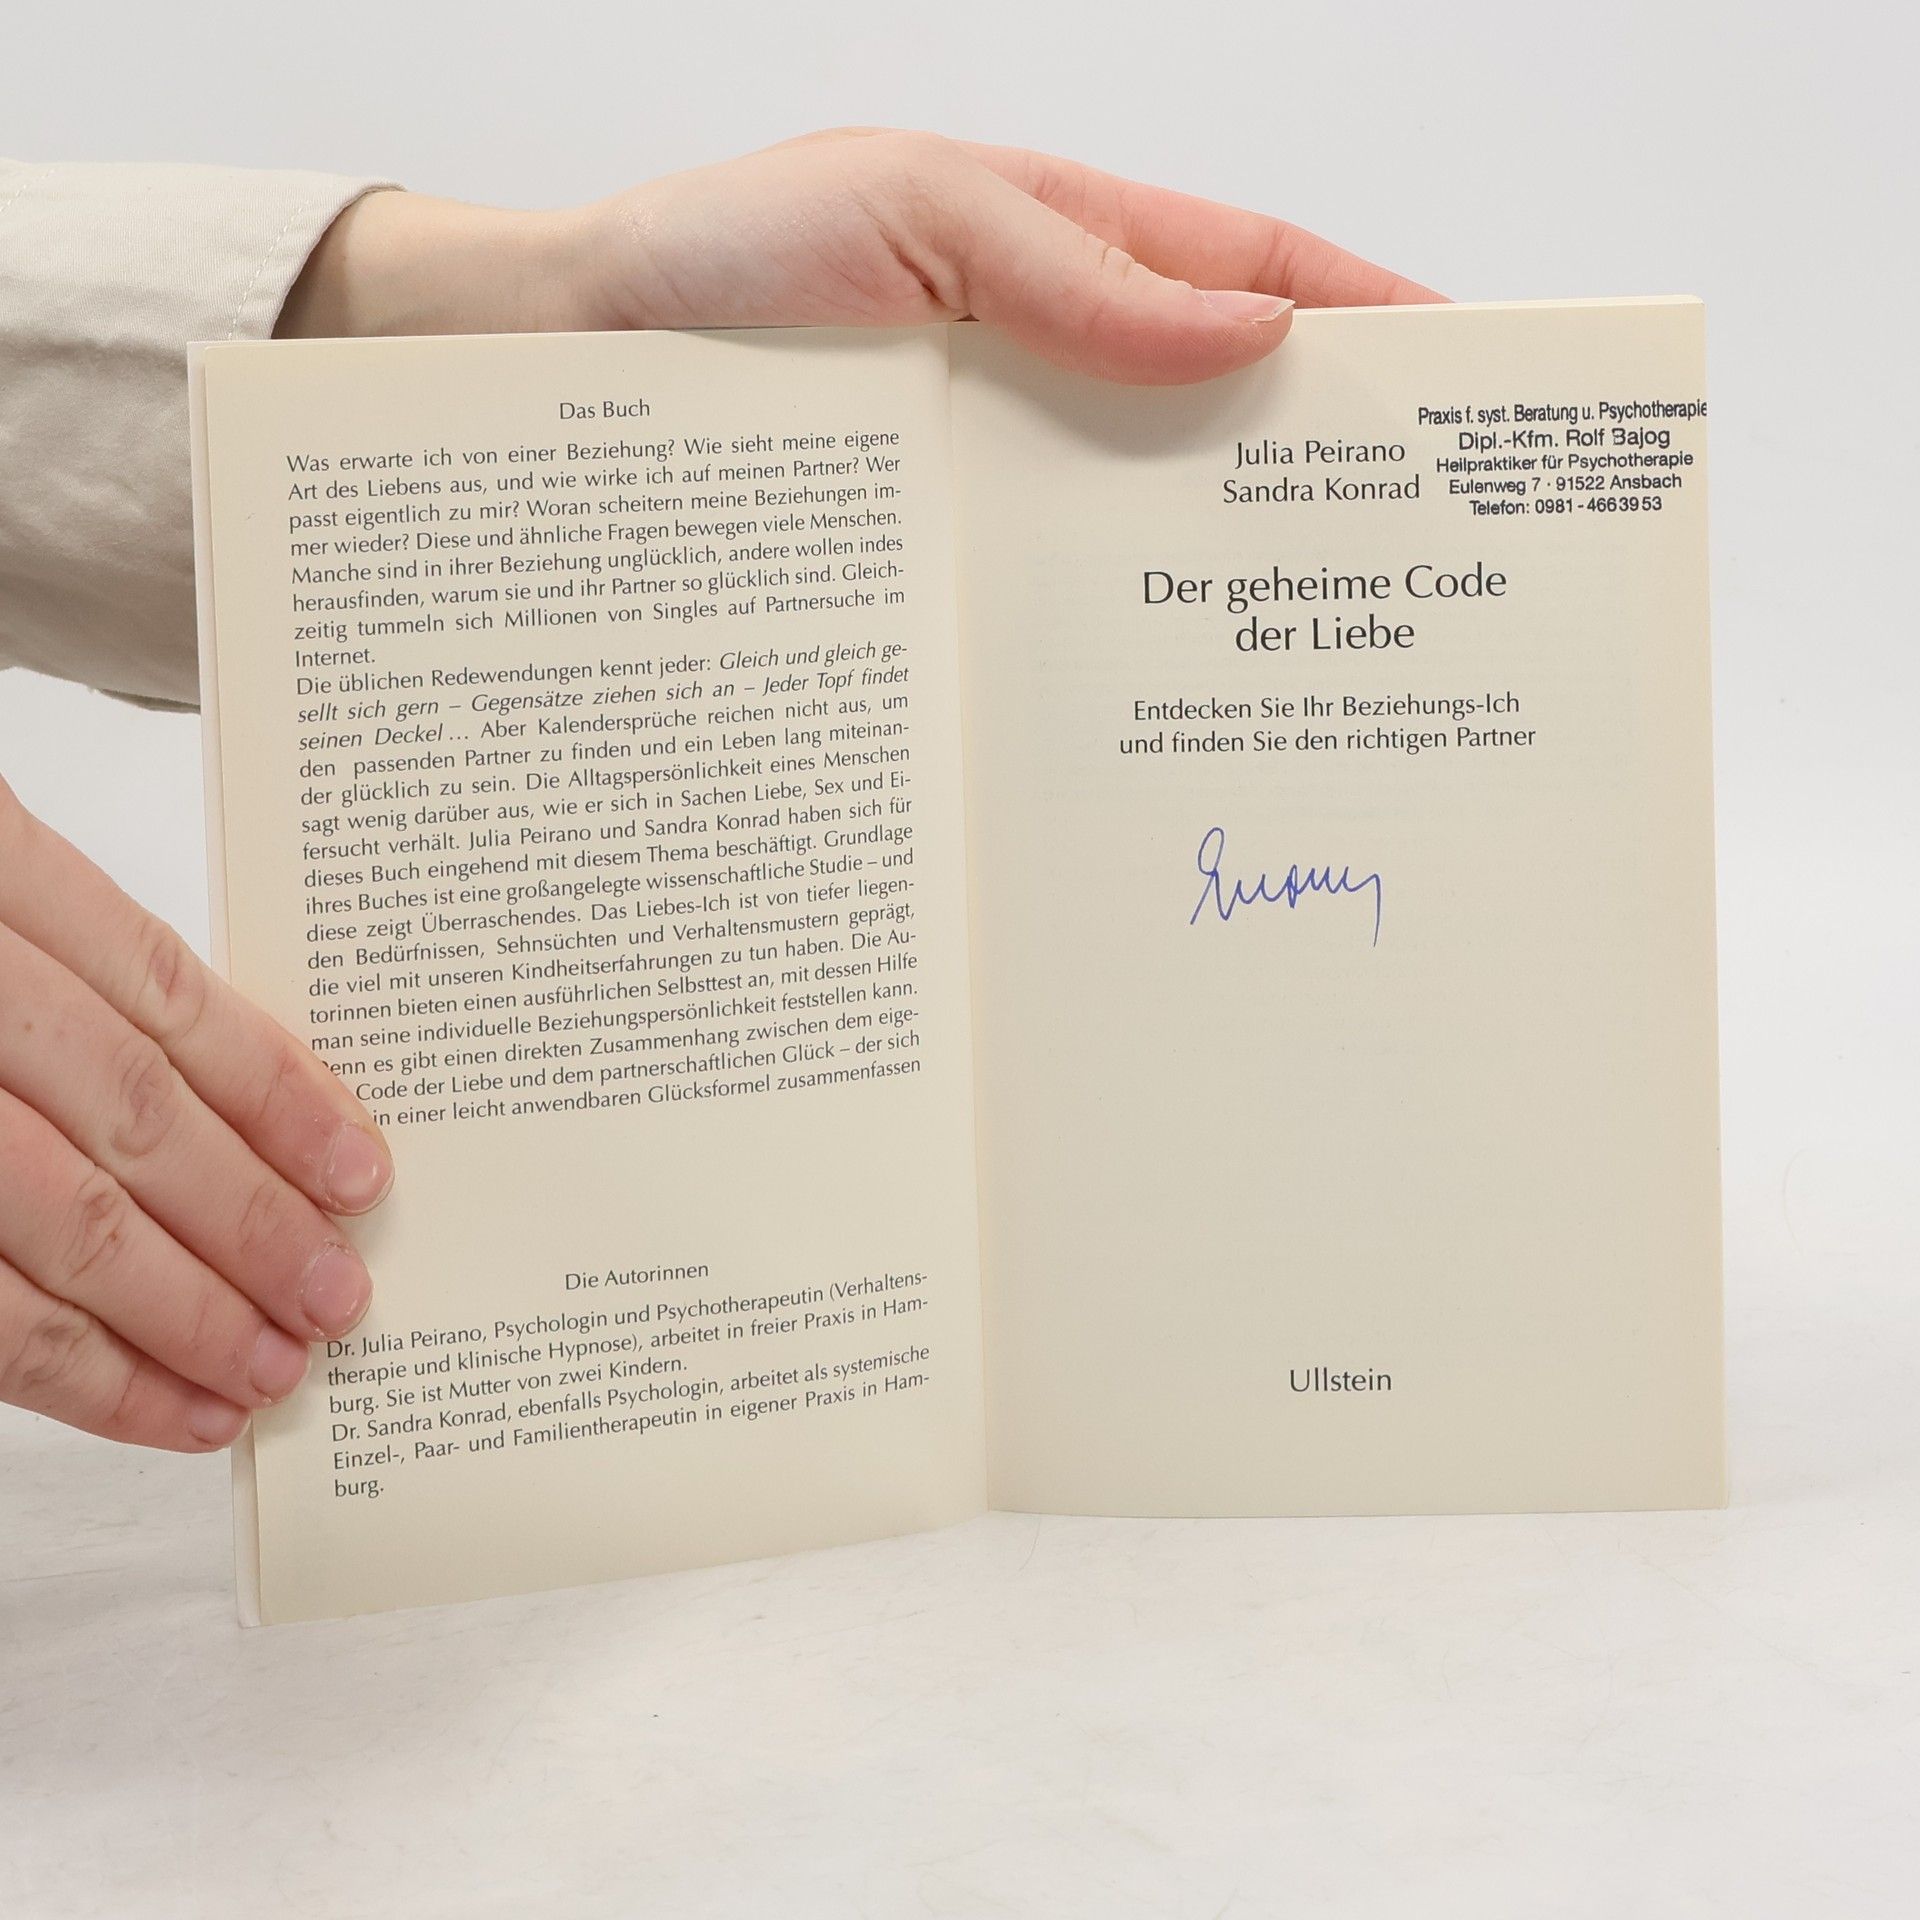 Das Buch
Was erwarte ich von einer Beziehung? Wie sieht meine eigene
Art des Liebens aus, und wie wirke ich auf meinen Partner? Wer
passt eigentlich zu mir? Woran scheitern meine Beziehungen im-
mer wieder? Diese und ähnliche Fragen bewegen viele Menschen.
Manche sind in ihrer Beziehung unglücklich, andere wollen indes
herausfinden, warum sie und ihr Partner so glücklich sind. Gleich-
zeitig tummeln sich Millionen von Singles auf Partnersuche im
Internet.
Die üblichen Redewendungen kennt jeder: Gleich und gleich ge-
sellt sich gern – Gegensätze ziehen sich an – Jeder Topf findet
seinen Deckel ... Aber Kalendersprüche reichen nicht aus, um
den passenden Partner zu finden und ein Leben lang miteinan-
der glücklich zu sein. Die Alltagspersönlichkeit eines Menschen
sagt wenig darüber aus, wie er sich in Sachen Liebe, Sex und Ei-
fersucht verhält. Julia Peirano und Sandra Konrad haben sich für
dieses Buch eingehend mit diesem Thema beschäftigt. Grundlage
ihres Buches ist eine großangelegte wissenschaftliche Studie – und
diese zeigt Überraschendes. Das Liebes-Ich ist von tiefer liegen-
den Bedürfnissen, Sehnsüchten und Verhaltensmustern geprägt,
die viel mit unseren Kindheitserfahrungen zu tun haben. Die Au-
torinnen bieten einen ausführlichen Selbsttest an, mit dessen Hilfe
man seine individuelle Beziehungspersönlichkeit feststellen kann.
enn es gibt einen direkten Zusammenhang zwischen dem eige-
Code der Liebe und dem partnerschaftlichen Glück – der sich
in einer leicht anwendbaren Glücksformel zusammenfassen
Die Autorinnen
Dr. Julia Peirano, Psychologin und Psychotherapeutin (Verhaltens-
therapie und klinische Hypnose), arbeitet in freier Praxis in Ham-
burg. Sie ist Mutter von zwei Kindern.
Dr. Sandra Konrad, ebenfalls Psychologin, arbeitet als systemische
Einzel-, Paar- und Familientherapeutin in eigener Praxis in Ham-
burg.
Julia Peirano
Sandra Konrad
Praxis f. syst. Beratung u. Psychotherapie
Dipl.-Kfm. Rolf Bajog
Heilpraktiker für Psychotherapie
Eulenweg 7 · 91522 Ansbach
Telefon: 0981 - 4663953
Der geheime Code
der Liebe
Entdecken Sie Ihr Beziehungs-Ich
und finden Sie den richtigen Partner
Ullstein